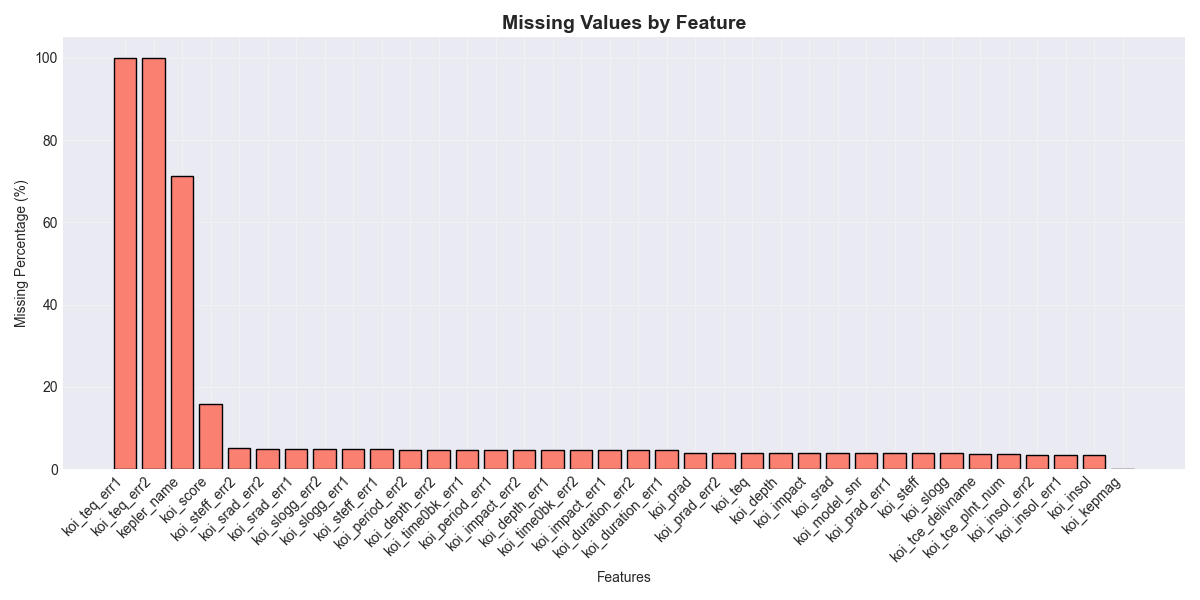 Missing Values by Feature
Missing Percentage (%)
100
80
60
40
20
0
koi_teq_err1
koi_teq_err2
kepler_name
koi_score
koi_steff_err2
koi_srad_err2
koi_srad_err1
koi_slogg_err2
koi_slogg_err1
koi_steff_err1
koi_period_err2
koi_depth_err2
koi_time0bk_err1
koi_period_err1
koi_impact_err2
koi_depth_err1
koi_time0bk_err2
koi_impact_err1
koi_duration_err2
koi_duration_err1
koi_prad
koi_prad_err2
koi_teq
koi_depth
koi_impact
koi_srad
koi_model_snr
koi_prad_err1
koi_steff
koi_slogg
koi_tce_delivname
koi_tce_plnt_num
koi_insol_err2
koi_insol_err1
koi_insol
koi_kepmag
Features